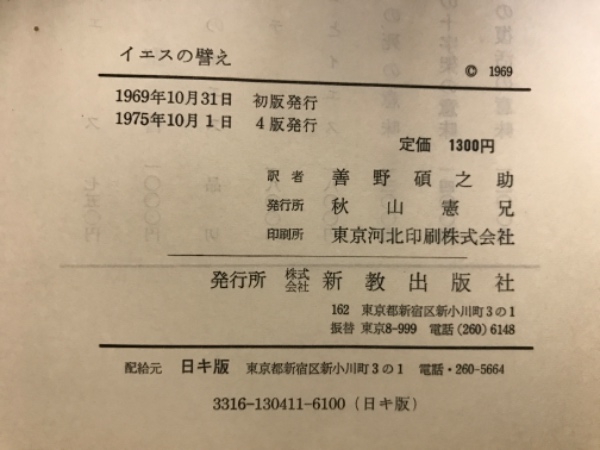 イエスの譬え
© 1969
1969年10月31日 初版発行
1975年10月1日 4版発行
定価 1300円
訳者 善野碩之助
発行所 秋山憲兄
印刷所 東京河北印刷株式会社
発行所 株式会社 新教出版社
162 東京都新宿区新小川町3の1
振替 東京8-999 電話(260)6148
配給元 日キ版 東京都新宿区新小川町3の1 電話・260-5664
3316-130411-6100(日キ版)